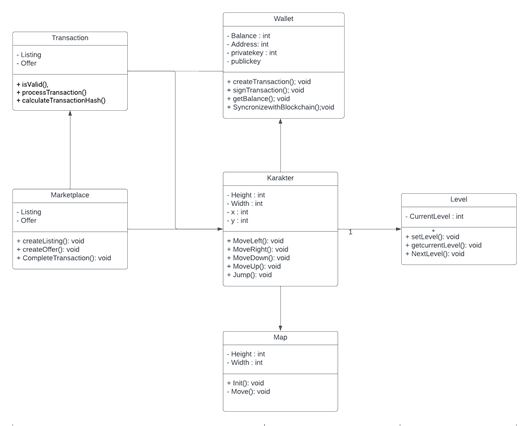 Wallet
- Balance : int
- Address: int
- privatekey : int
- publickey
+ createTransaction(); void
+ signTransaction(); void
+ getBalance(); void
+ SyncronizewithBlockchain();void
Transaction
- Listing
- Offer
+ isValid(),
+ processTransaction()
+ calculateTransactionHash()
Marketplace
- Listing
- Offer
+ createListing(): void
+ createOffer(): void
+ CompleteTransaction(): void
Karakter
- Height : int
- Width : int
- x : int
- y : int
+ MoveLeft(): void
+ MoveRight(): void
+ MoveDown(): void
+ MoveUp(): void
+ Jump(): void
1
Level
- CurrentLevel : int
*
+ setLevel(): void
+ getcurrentLevel(): void
+ NextLevel(): void
Map
- Height : int
- Width : int
+ Init(): void
- Move(): void